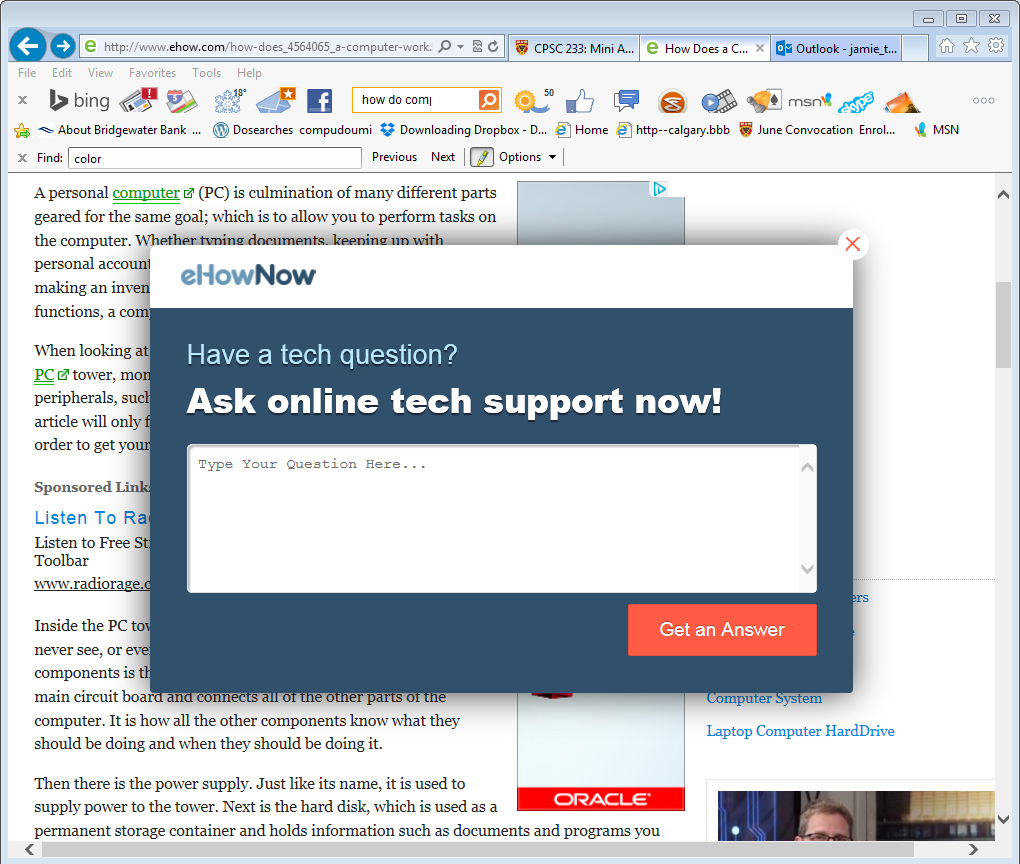 http://www.ehow.com/how-does_4564065_a-computer-work.
CPSC 233: Mini A...
How Does a C...
Outlook - jamie_t...
File Edit View Favorites Tools Help
bing
18°
how do comp
50
msn
skype
About Bridgewater Bank ...
Dosearches
compudoumi
Downloading Dropbox - D...
Home
http--calgary.bbb
June Convocation Enrol...
MSN
Find: color Previous Next Options
A personal computer (PC) is culmination of many different parts
geared for the same goal; which is to allow you to perform tasks on
the computer. Whether typing documents, keeping up with
personal account
making an inven
functions, a com
When looking at
PC tower, mon
peripherals, such
article will only f
order to get your
Sponsored Links
Listen To Rad
Listen to Free St
Toolbar
www.radiorage.c
Inside the PC tow
never see, or eve
components is th
main circuit board and connects all of the other parts of the
computer. It is how all the other components know what they
should be doing and when they should be doing it.
Then there is the power supply. Just like its name, it is used to
supply power to the tower. Next is the hard disk, which is used as a
permanent storage container and holds information such as documents and programs you
eHowNow
Have a tech question?
Ask online tech support now!
Type Your Question Here...
Get an Answer
ers
Computer System
Laptop Computer HardDrive
ORACLE